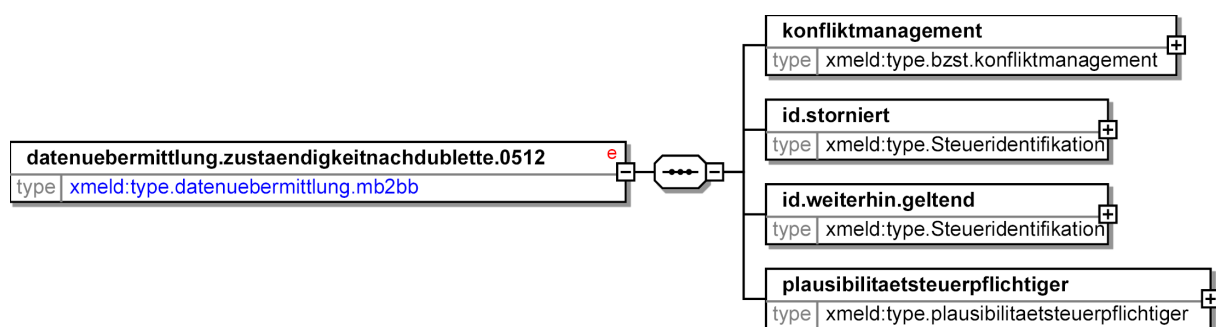 konfliktmanagement
type xmeld:type.bzst.konfliktmanagement
id.storniert
type xmeld:type.Steueridentifikation
datenuebermittlung.zustaendigkeitnachdublette.0512 e
type xmeld:type.datenuebermittlung.mb2bb
id.weiterhin.geltend
type xmeld:type.Steueridentifikation
plausibilitaetsteuerpflichtiger
type xmeld:type.plausibilitaetsteuerpflichtiger